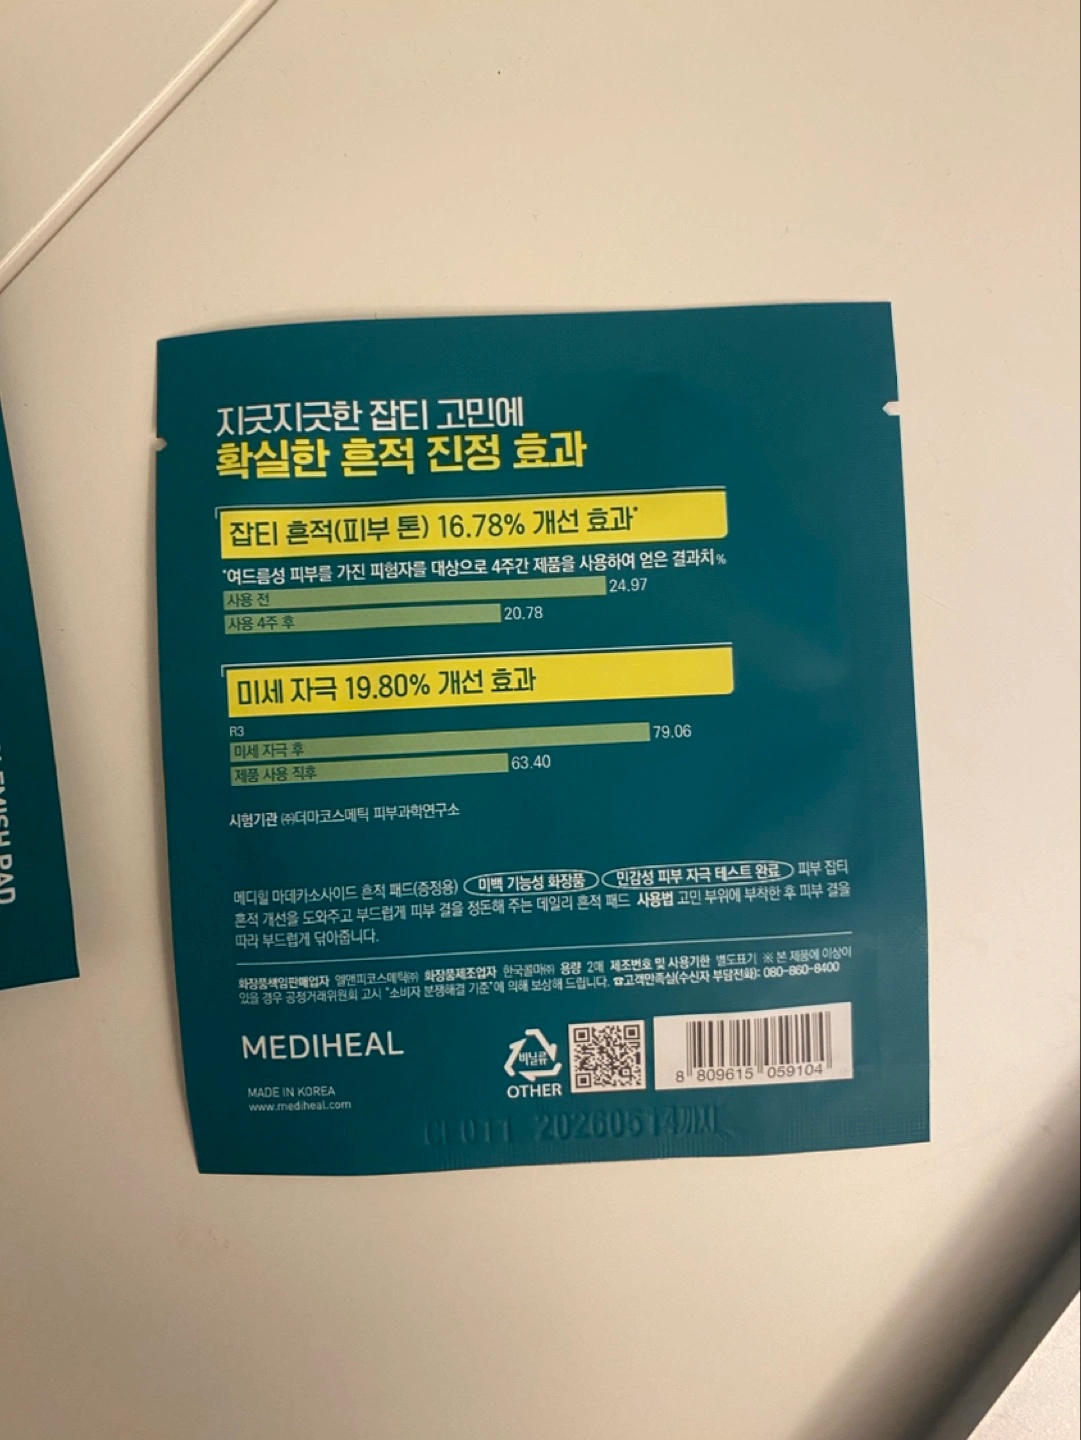 지긋지긋한 잡티 고민에
확실한 흔적 진정 효과
잡티 흔적(피부 톤) 16.78% 개선 효과*
*여드름성 피부를 가진 피험자를 대상으로 4주간 제품을 사용하여 얻은 결과치 %
사용 전 24.97
사용 4주 후 20.78
미세 자극 19.80% 개선 효과
R3
미세 자극 후 79.06
제품 사용 직후 63.40
시험기관 ㈜더마코스메틱 피부과학연구소
메디힐 마데카소사이드 흔적 패드(증정용) 미백 기능성 화장품 민감성 피부 자극 테스트 완료 피부 잡티
흔적 개선을 도와주고 부드럽게 피부 결을 정돈해 주는 데일리 흔적 패드 사용법 고민 부위에 부착한 후 피부 결을
따라 부드럽게 닦아줍니다.
화장품책임판매업자 엘앤피코스메틱㈜ 화장품제조업자 한국콜마㈜ 용량 2매 제조번호 및 사용기한 별도표기 ※ 본 제품에 이상이
있을 경우 공정거래위원회 고시 "소비자 분쟁해결 기준"에 의해 보상해 드립니다. ☎고객만족실(수신자 부담전화): 080-860-8400
MEDIHEAL
MADE IN KOREA
www.mediheal.com
비닐류
OTHER
8 809615 059104
20260514까지
PAD